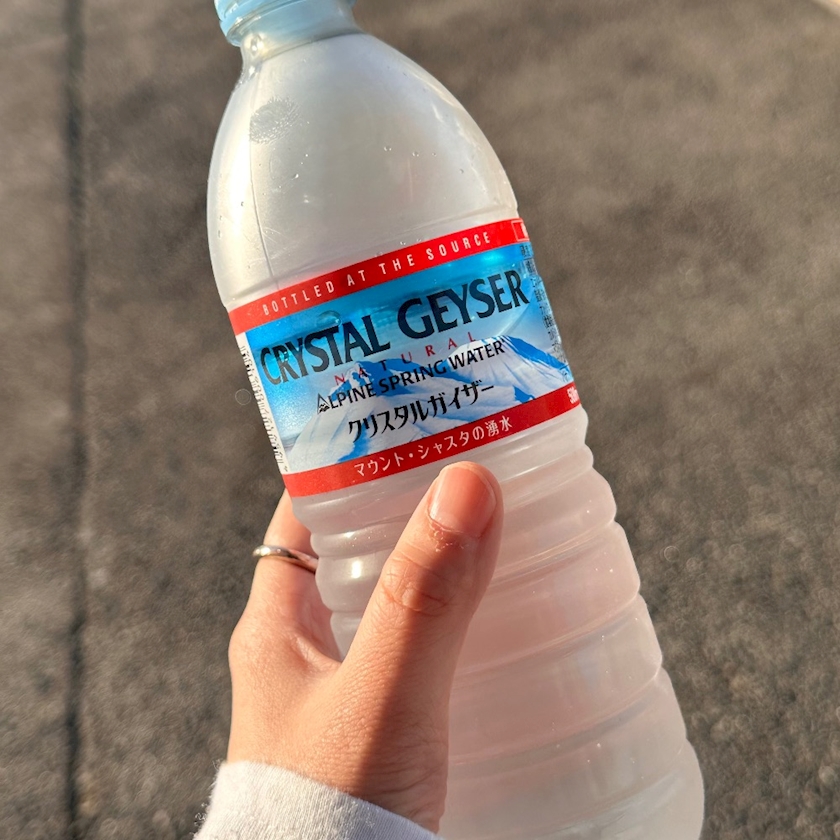 BOTTLED AT THE SOURCE
CRYSTAL GEYSER
NATURAL
ALPINE SPRING WATER
クリスタルガイザー
マウント・シャスタの湧水